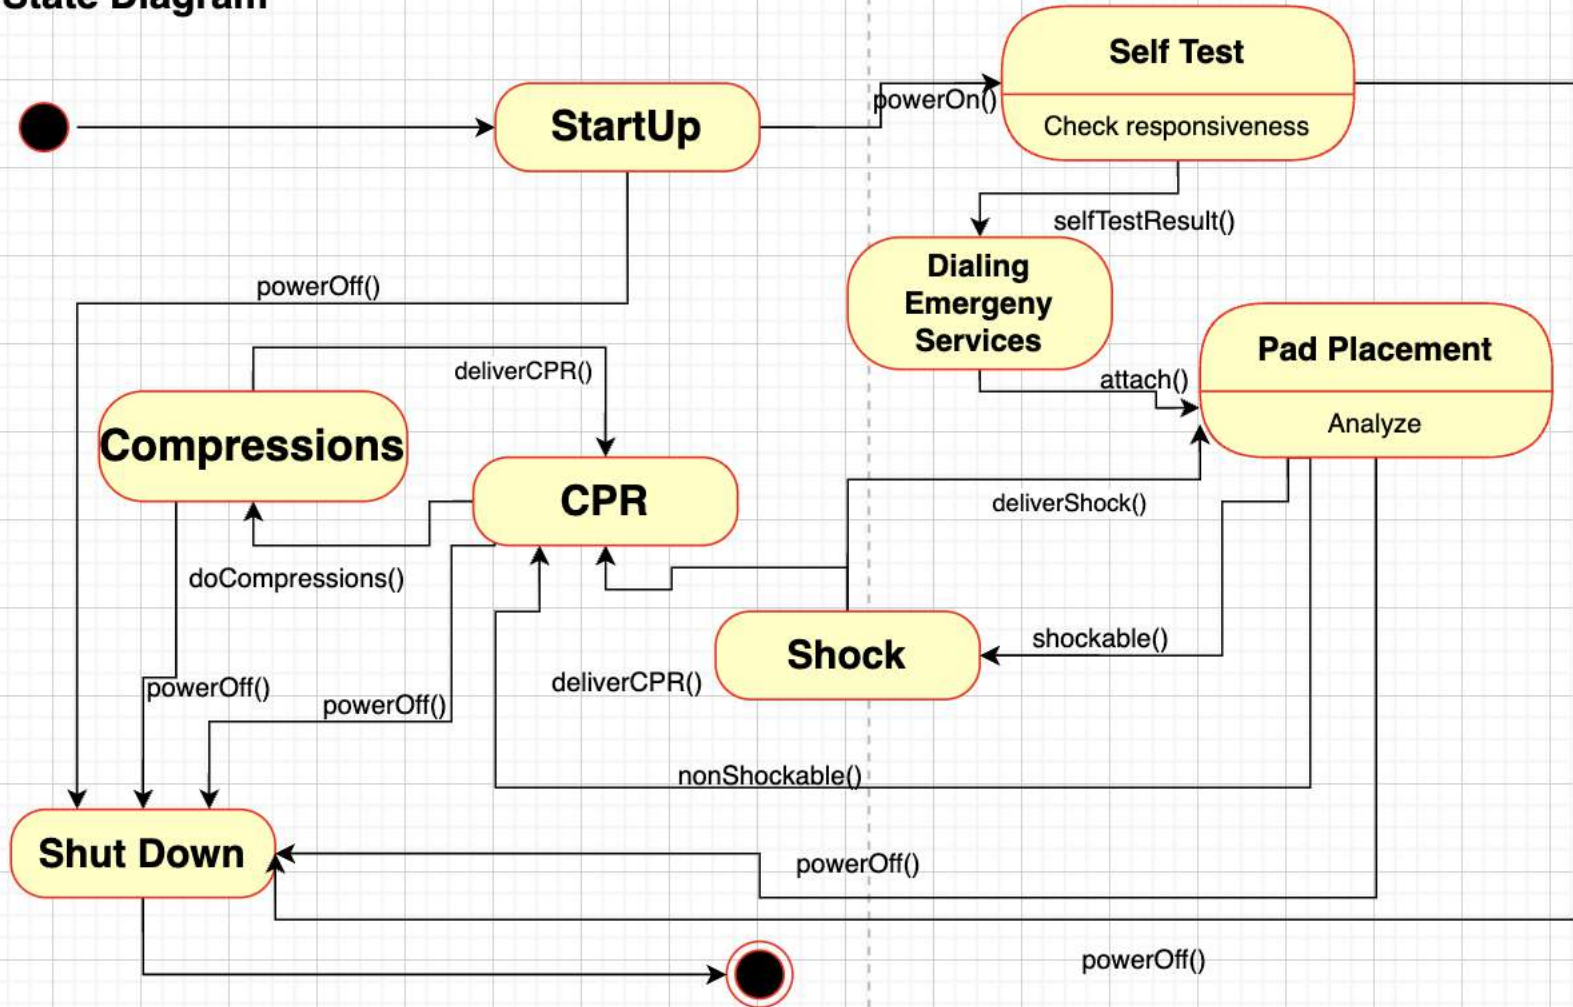 State Diagram
Self Test
powerOn()
StartUp
Check responsiveness
selfTestResult()
Dialing
Emergeny
Services
powerOff()
Pad Placement
deliverCPR()
attach()
Analyze
Compressions
CPR
deliverShock()
doCompressions()
shockable()
Shock
deliverCPR()
powerOff()
powerOff()
nonShockable()
Shut Down
powerOff()
powerOff()